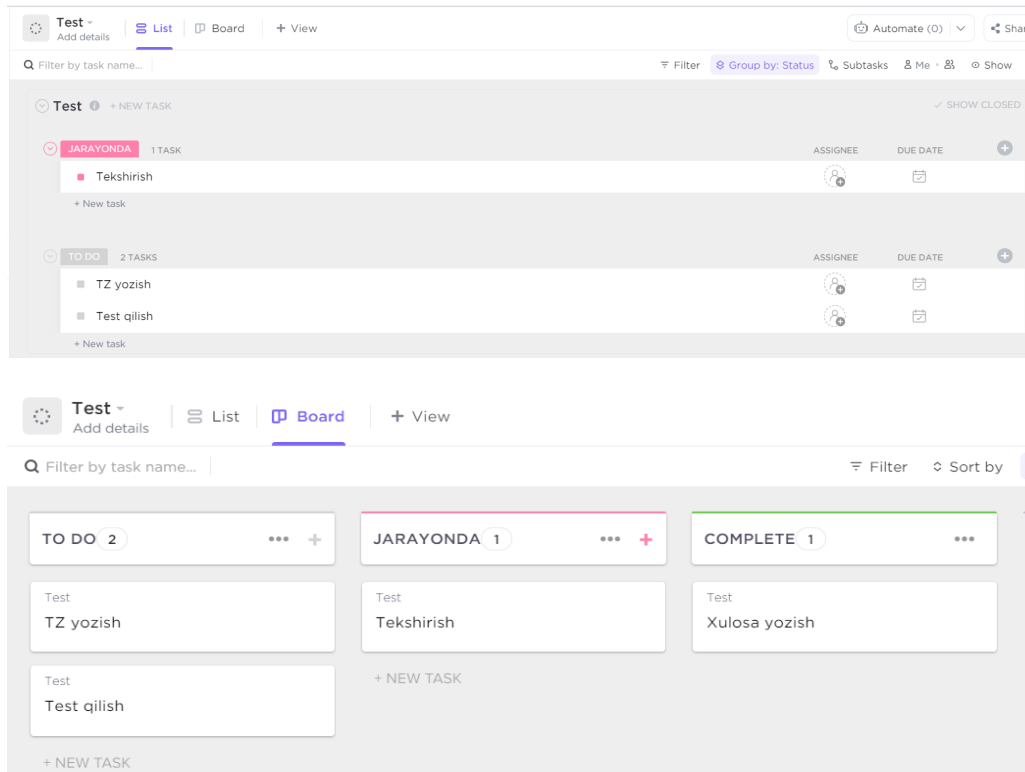 Test
Add details
List
Board
+ View
Automate (0)
Shar
Filter by task name...
Filter
Group by: Status
Subtasks
Me
Show
Test
+ NEW TASK
SHOW CLOSED
JARAYONDA
1 TASK
ASSIGNEE
DUE DATE
Tekshirish
+ New task
TO DO
2 TASKS
ASSIGNEE
DUE DATE
TZ yozish
Test qilish
+ New task
Test
Add details
List
Board
+ View
Filter by task name...
Filter
Sort by
TO DO 2
JARAYONDA 1
COMPLETE 1
Test
TZ yozish
Test
Tekshirish
Test
Xulosa yozish
+ NEW TASK
Test
Test qilish
+ NEW TASK